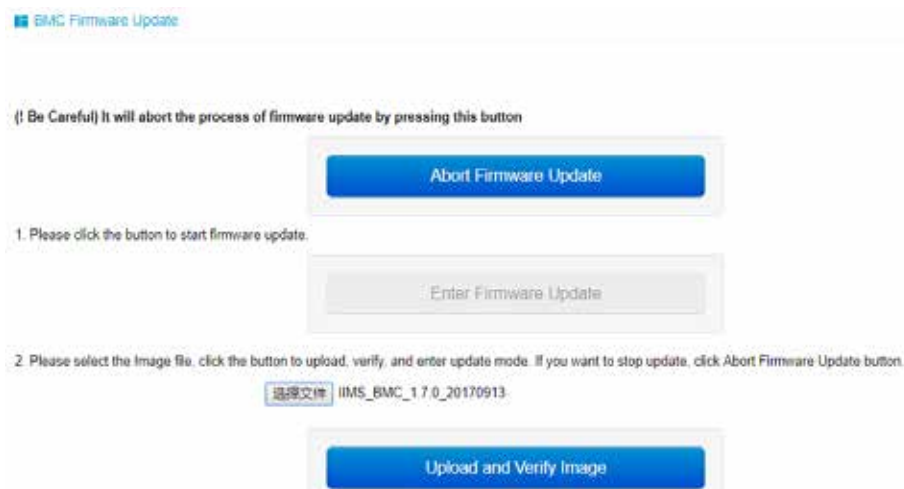 BMC Firmware Update
(! Be Careful) It will abort the process of firmware update by pressing this button
Abort Firmware Update
1. Please click the button to start firmware update.
Enter Firmware Update
2. Please select the Image file, click the button to upload, verify, and enter update mode. If you want to stop update, click Abort Firmware Update button.
選擇文件 IIMS_BMC_1.7.0_20170913
Upload and Verify Image